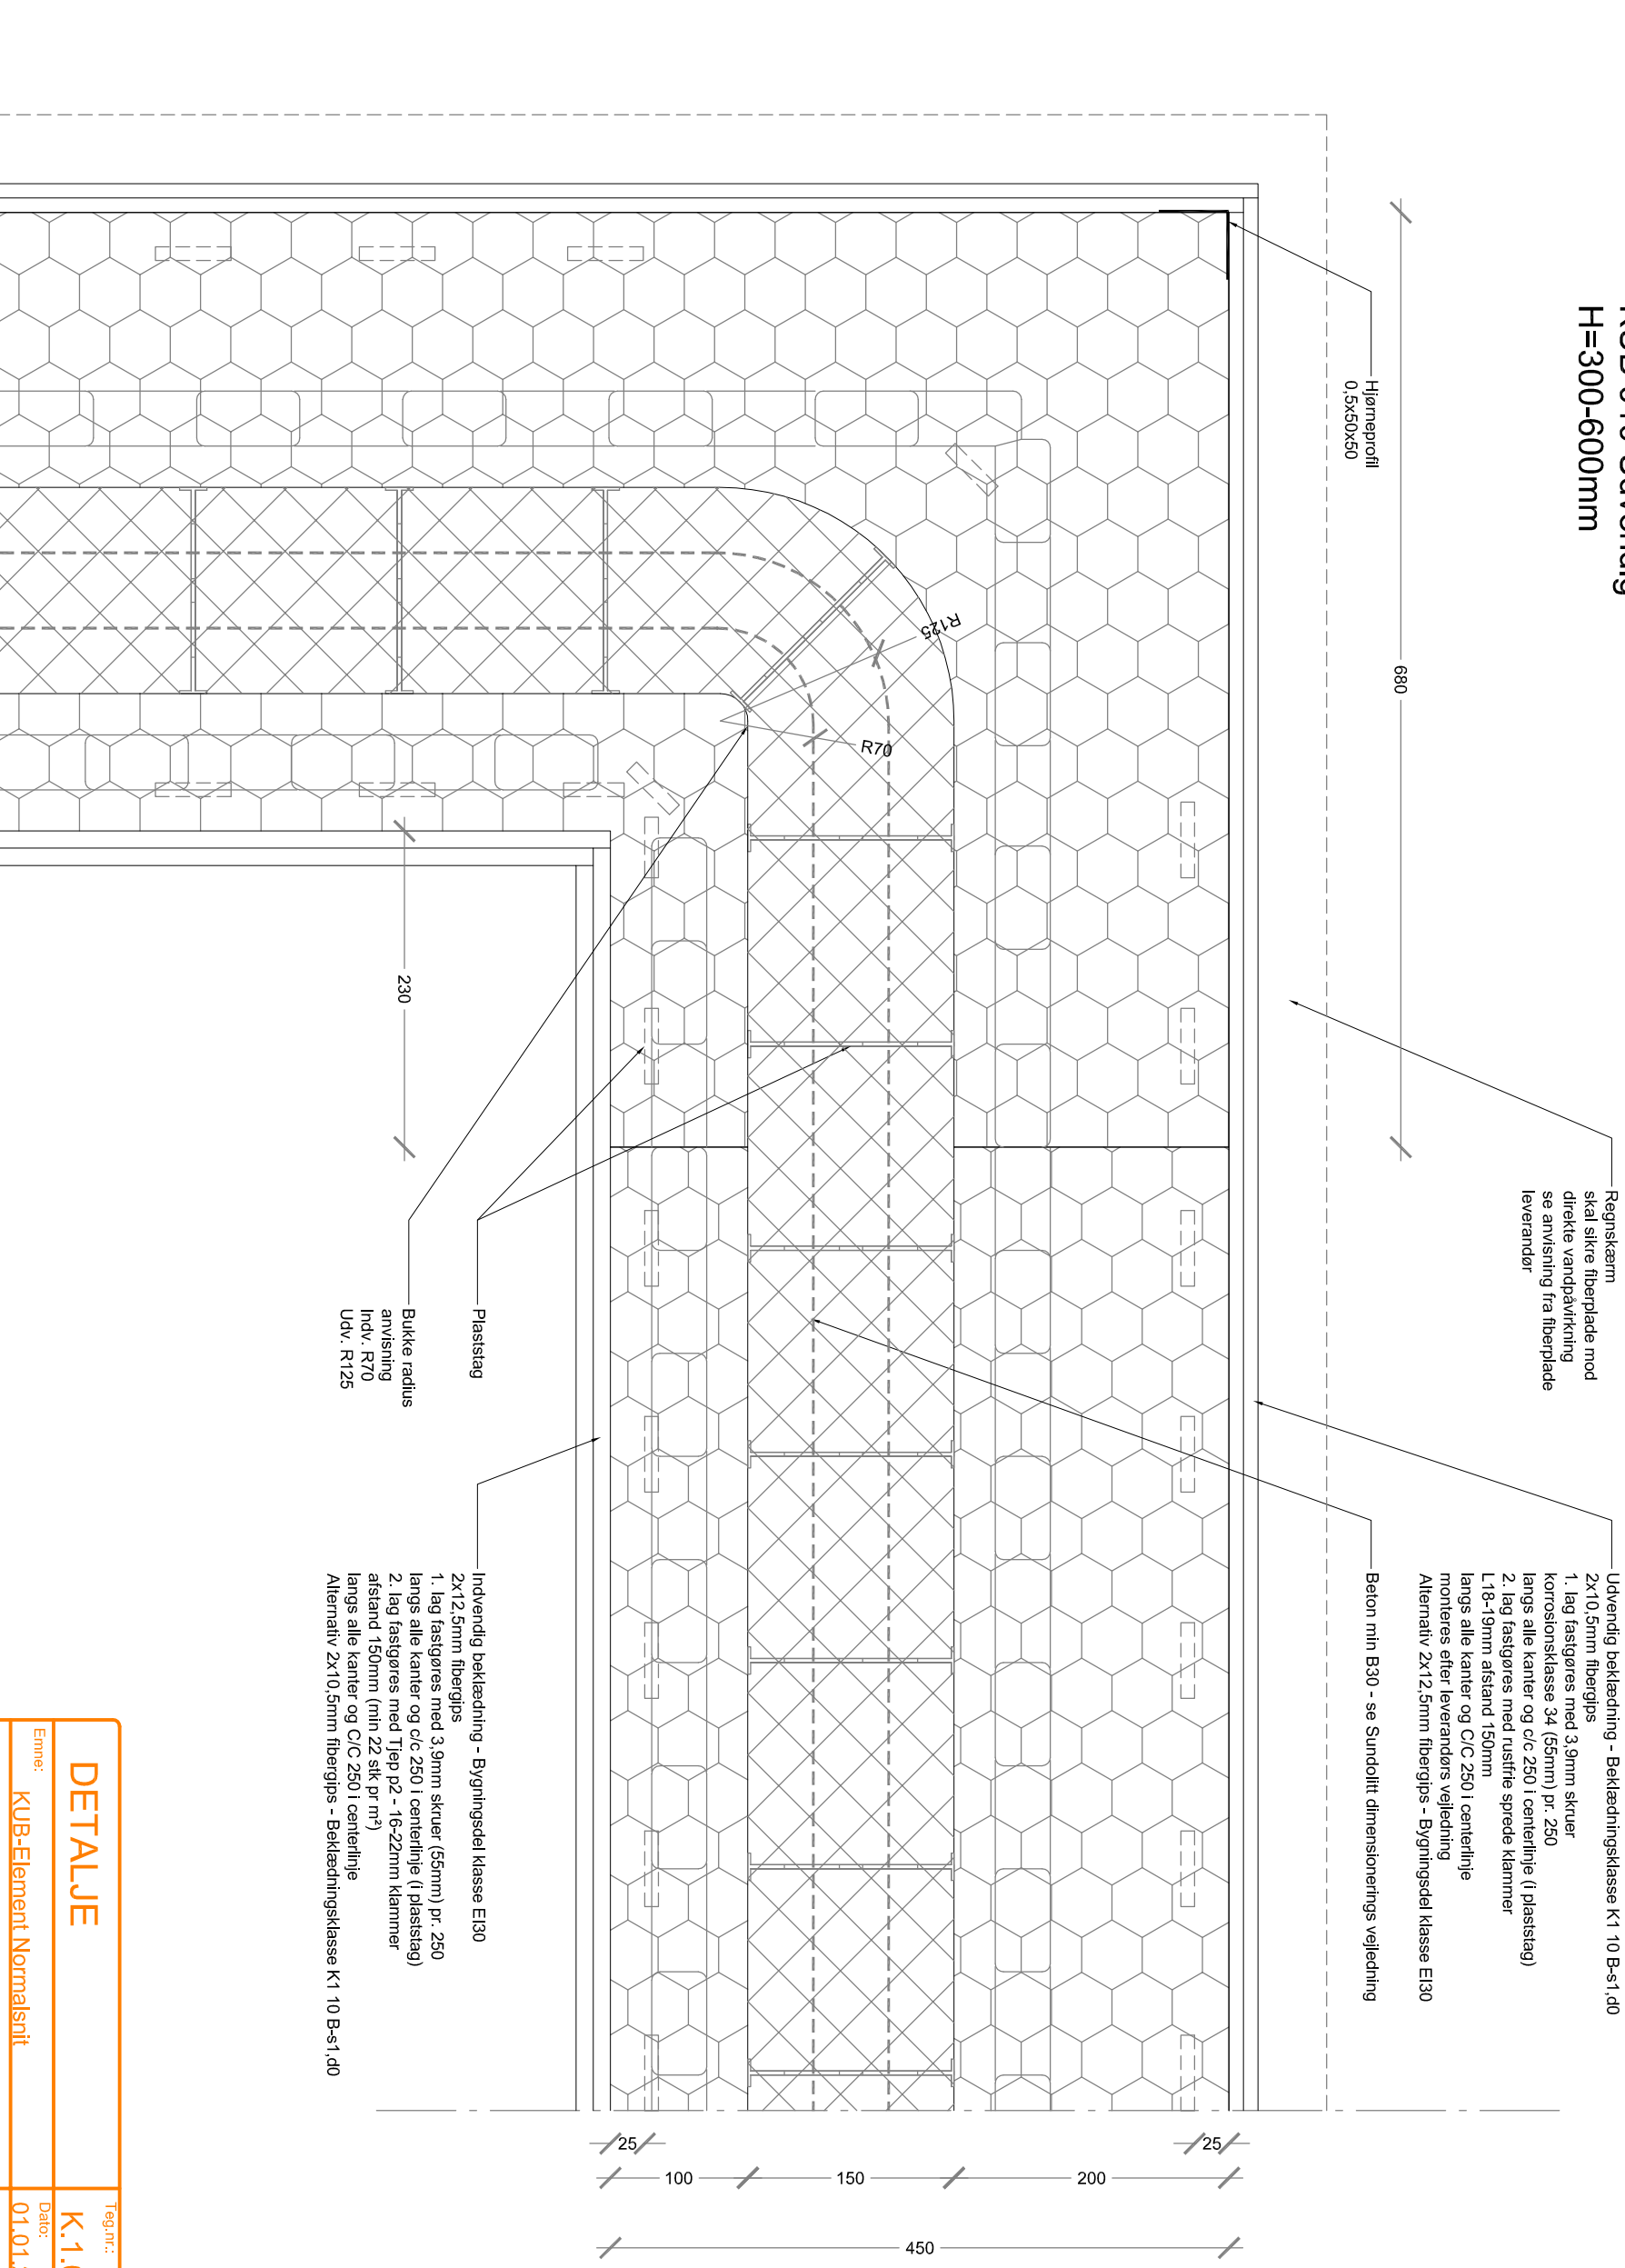 H=300-600mm
Hjørneprofil
0,5x50x50
680
Regnskærm
skal sikre fiberplade mod
direkte vandpåvirkning
se anvisning fra fiberplade
leverandør
Udvendig beklædning - Beklædningsklasse K1 10 B-s1,d0
2x10,5mm fibergips
1. lag fastgøres med 3,9mm skruer
korrosionsklasse 34 (55mm) pr. 250
langs alle kanter og c/c 250 i centerlinje (i plaststag)
2. lag fastgøres med rustfrie sprede klammer
L18-19mm afstand 150mm
langs alle kanter og C/C 250 i centerlinje
monteres efter leverandørs vejledning
Alternativ 2x12,5mm fibergips - Bygningsdel klasse EI30
Beton min B30 - se Sundolitt dimensionerings vejledning
R125
R70
230
Plaststag
Bukke radius
anvisning
Indv. R70
Udv. R125
Indvendig beklædning - Bygningsdel klasse EI30
2x12,5mm fibergips
1. lag fastgøres med 3,9mm skruer (55mm) pr. 250
langs alle kanter og c/c 250 i centerlinje (i plaststag)
2. lag fastgøres med Tjep p2 - 16-22mm klammer
afstand 150mm (min 22 stk pr m²)
langs alle kanter og C/C 250 i centerlinje
Alternativ 2x10,5mm fibergips - Beklædningsklasse K1 10 B-s1,d0
25
25
100
150
200
450
DETALJE
Teg.nr.:
Emne:
KUB-Element Normalsnit
Dato: